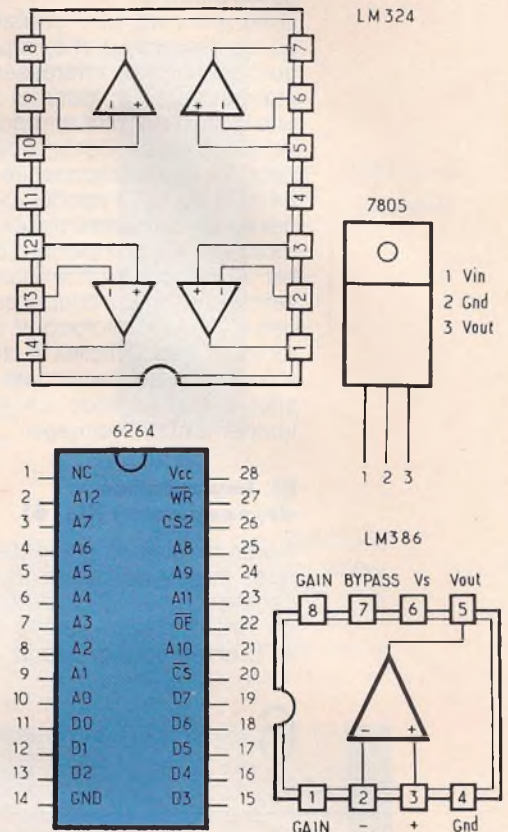 LM324
8 7
9 6
10 5
11 4
12 3
13 2
14 1
- + + -
- + + -
7805
1 Vin
2 Gnd
3 Vout
1 2 3
6264
1 NC Vcc 28
2 A12 WR 27
3 A7 CS2 26
4 A6 A8 25
5 A5 A9 24
6 A4 A11 23
7 A3 OE 22
8 A2 A10 21
9 A1 CS 20
10 A0 D7 19
11 D0 D6 18
12 D1 D5 17
13 D2 D4 16
14 GND D3 15
LM386
GAIN BYPASS Vs Vout
8 7 6 5
- +
1 2 3 4
GAIN - + Gnd